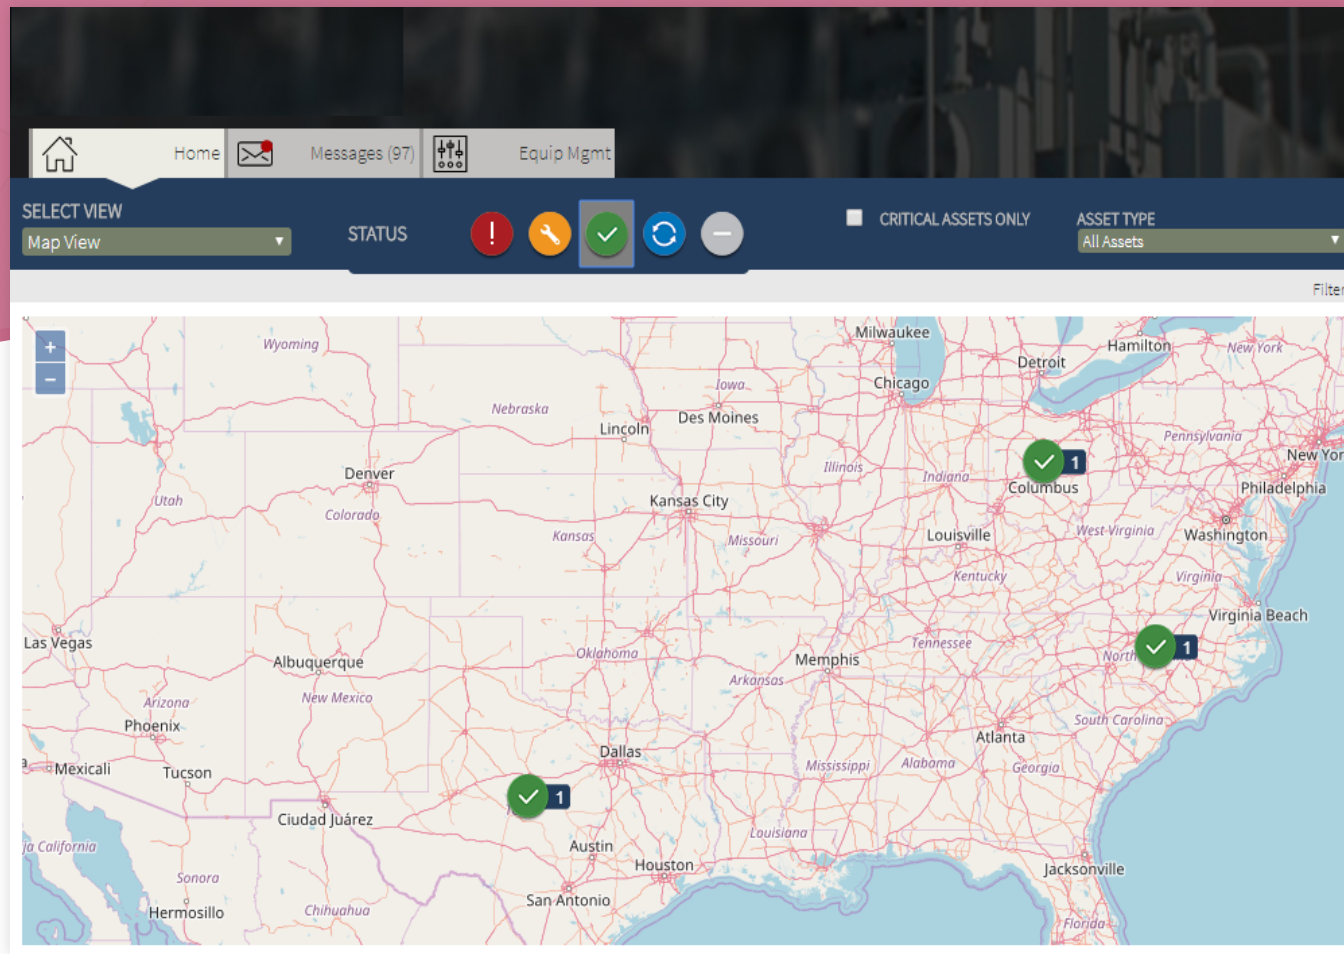 Home
Messages (97)
Equip Mgmt
SELECT VIEW
Map View
STATUS
CRITICAL ASSETS ONLY
ASSET TYPE
All Assets
Filter
+
−
Wyoming
Milwaukee
Hamilton
New York
Detroit
Chicago
Iowa
Nebraska
Des Moines
Lincoln
Pennsylvania
New Yor
Denver
Illinois
Indiana
1
Columbus
Philadelphia
Utah
Colorado
Kansas City
Kansas
Missouri
Louisville
West Virginia
Washington
Kentucky
Virginia
Virginia Beach
Las Vegas
Albuquerque
Oklahoma
Memphis
Tennessee
North
1
New Mexico
Arkansas
Arizona
Phoenix
South Carolina
Atlanta
Dallas
Mexicali
Tucson
Mississippi
Alabama
Georgia
1
Ciudad Juárez
Louisiana
ja California
Austin
Houston
Jacksonville
Sonora
San Antonio
Hermosillo
Chihuahua
Florida